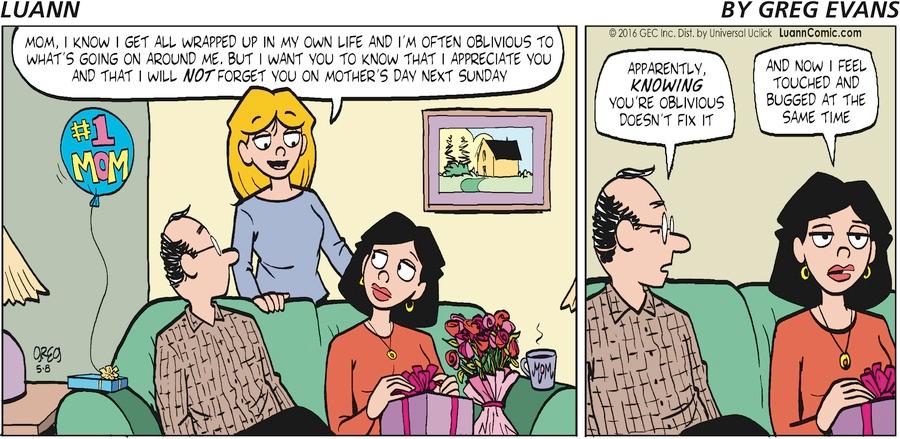 LUANN
BY GREG EVANS
MOM, I KNOW I GET ALL WRAPPED UP IN MY OWN LIFE AND I'M OFTEN OBLIVIOUS TO
WHAT'S GOING ON AROUND ME. BUT I WANT YOU TO KNOW THAT I APPRECIATE YOU
AND THAT I WILL NOT FORGET YOU ON MOTHER'S DAY NEXT SUNDAY
#1
MOM
MOM
GREG
5-8
© 2016 GEC Inc. Dist. by Universal Uclick LuannComic.com
APPARENTLY,
KNOWING
YOU'RE OBLIVIOUS
DOESN'T FIX IT
AND NOW I FEEL
TOUCHED AND
BUGGED AT THE
SAME TIME